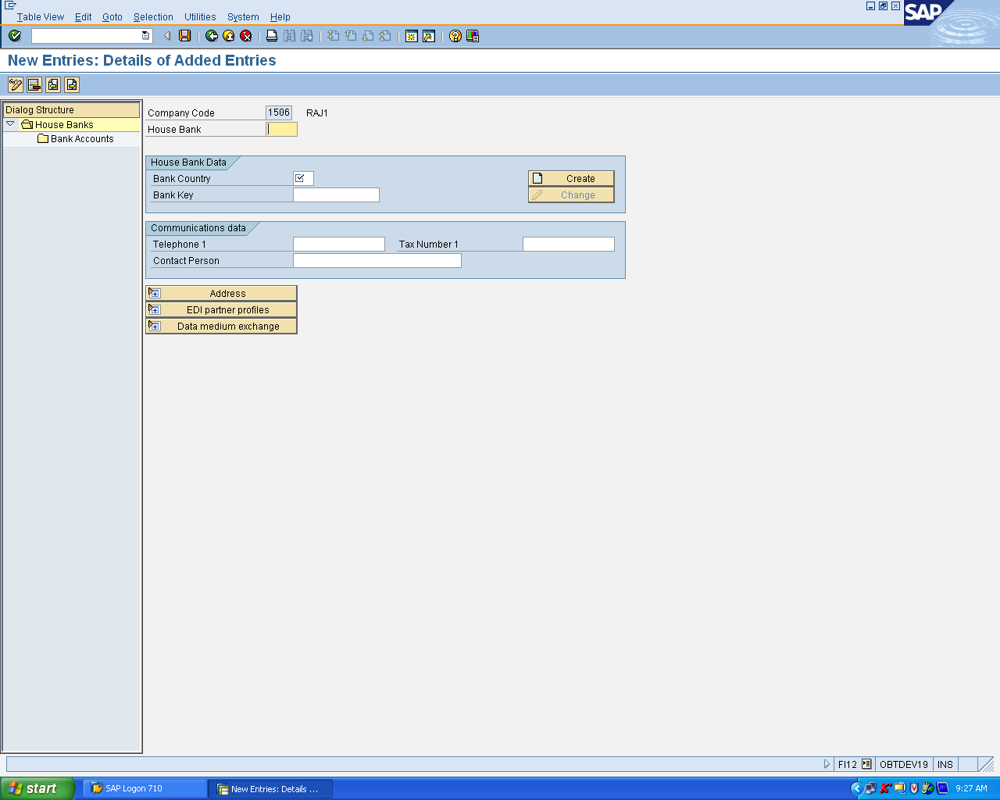 Table View Edit Goto Selection Utilities System Help
SAP
New Entries: Details of Added Entries
Dialog Structure
House Banks
Bank Accounts
Company Code 1506 RAJ1
House Bank
House Bank Data
Bank Country
Create
Bank Key
Change
Communications data
Telephone 1
Tax Number 1
Contact Person
Address
EDI partner profiles
Data medium exchange
FI12 OBTDEV19 INS
start SAP Logon 710 New Entries: Details ... 9:27 AM